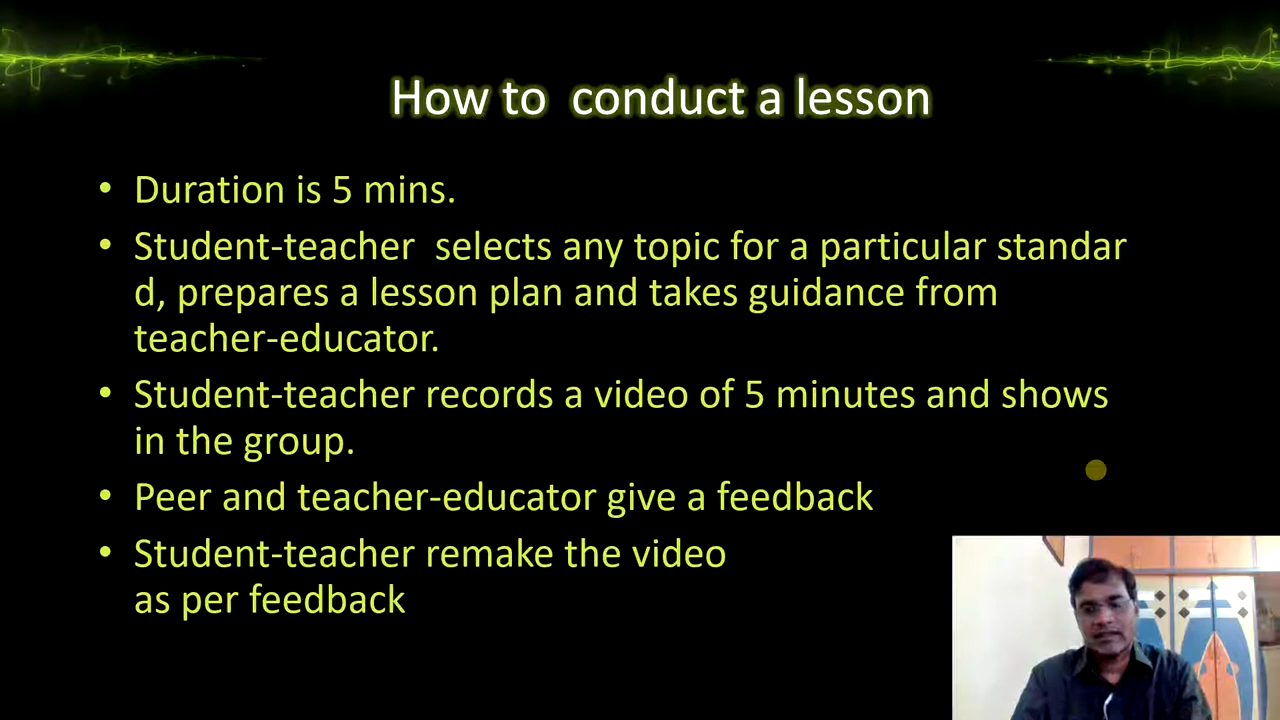 How to  conduct a lesson
• Duration is 5 mins.
• Student-teacher  selects any topic for a particular standar
d, prepares a lesson plan and takes guidance from
teacher-educator.
• Student-teacher records a video of 5 minutes and shows
in the group.
• Peer and teacher-educator give a feedback
• Student-teacher remake the video
as per feedback